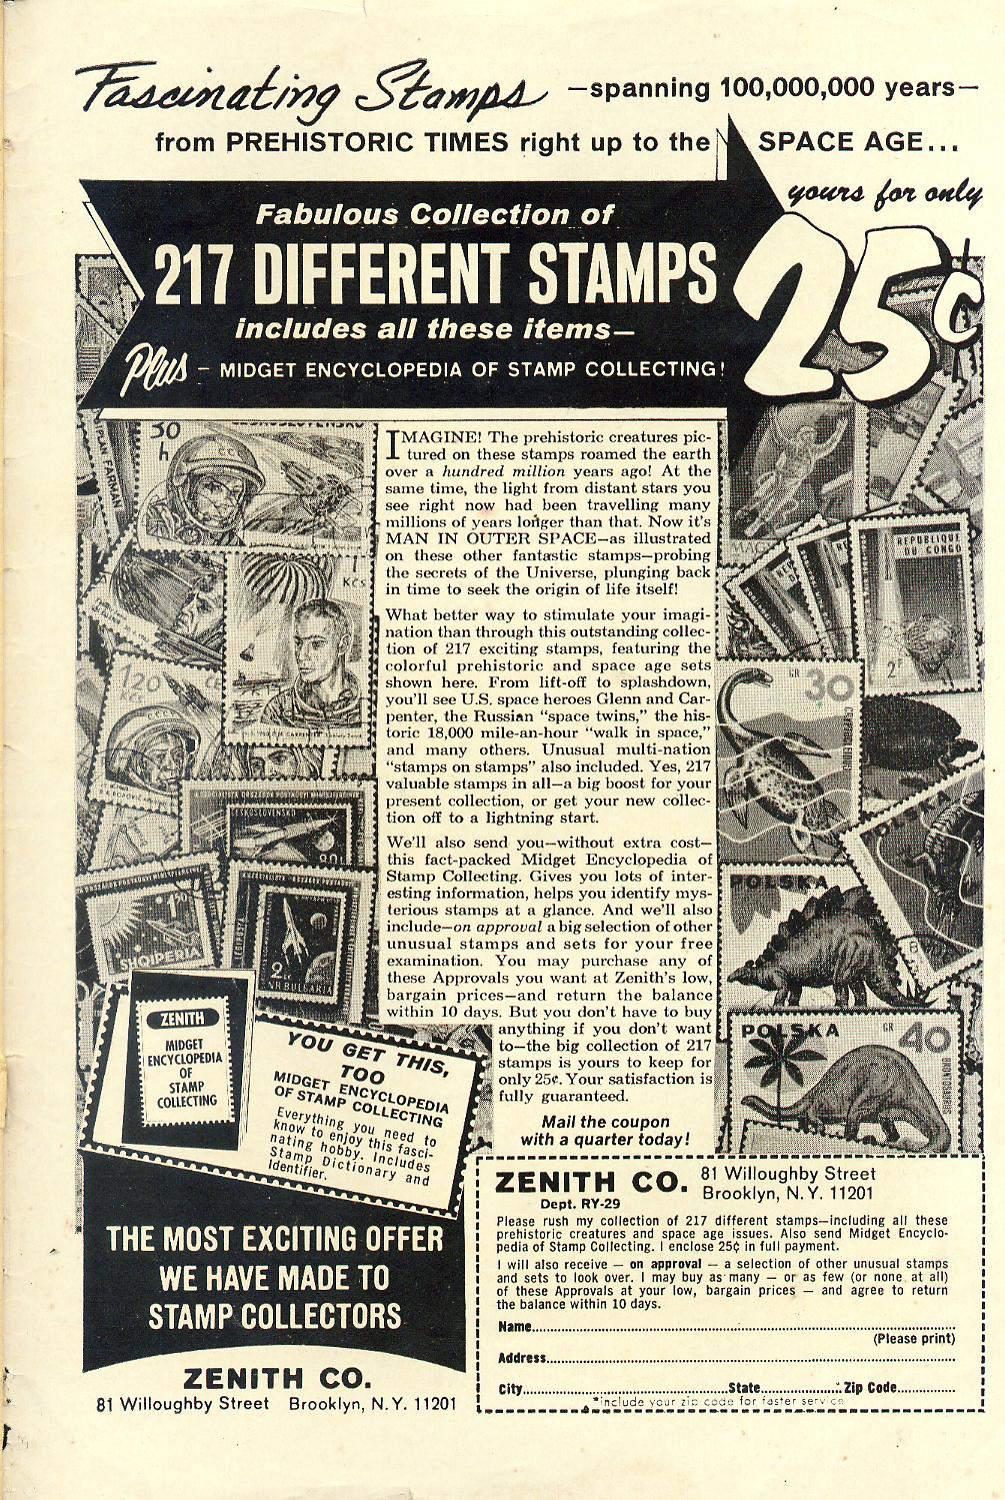 Fascinating Stamps —spanning 100,000,000 years—
from PREHISTORIC TIMES right up to the SPACE AGE...
yours for only
25¢
Fabulous Collection of
217 DIFFERENT STAMPS
includes all these items—
Plus – MIDGET ENCYCLOPEDIA OF STAMP COLLECTING!
IMAGINE! The prehistoric creatures pic-
tured on these stamps roamed the earth
over a hundred million years ago! At the
same time, the light from distant stars you
see right now had been travelling many
millions of years longer than that. Now it's
MAN IN OUTER SPACE—as illustrated
on these other fantastic stamps—probing
the secrets of the Universe, plunging back
in time to seek the origin of life itself!
What better way to stimulate your imagi-
nation than through this outstanding collec-
tion of 217 exciting stamps, featuring the
colorful prehistoric and space age sets
shown here. From lift-off to splashdown,
you'll see U.S. space heroes Glenn and Car-
penter, the Russian "space twins," the his-
toric 18,000 mile-an-hour "walk in space,"
and many others. Unusual multi-nation
"stamps on stamps" also included. Yes, 217
valuable stamps in all—a big boost for your
present collection, or get your new collec-
tion off to a lightning start.
We'll also send you—without extra cost—
this fact-packed Midget Encyclopedia of
Stamp Collecting. Gives you lots of inter-
esting information, helps you identify mys-
terious stamps at a glance. And we'll also
include—on approval a big selection of other
unusual stamps and sets for your free
examination. You may purchase any of
these Approvals you want at Zenith's low,
bargain prices—and return the balance
within 10 days. But you don't have to buy
anything if you don't want
to—the big collection of 217
stamps is yours to keep for
only 25¢. Your satisfaction is
fully guaranteed.
Mail the coupon
with a quarter today!
30
h
1
KCS
1'20
SHQIPERIA
2
NR BULGARIA
REPUBLIQUE
DU CONGO
2F
GR 30
POLSKA
POLSKA
GR 40
BRONTOSAURUS
ZENITH
MIDGET
ENCYCLOPEDIA
OF
STAMP
COLLECTING
YOU GET THIS,
TOO
MIDGET ENCYCLOPEDIA
OF STAMP COLLECTING
Everything you need to
know to enjoy this fasci-
nating hobby. Includes
Stamp Dictionary and
Identifier.
THE MOST EXCITING OFFER
WE HAVE MADE TO
STAMP COLLECTORS
ZENITH CO.
81 Willoughby Street Brooklyn, N.Y. 11201
ZENITH CO. 81 Willoughby Street
Dept. RY-29 Brooklyn, N. Y. 11201
Please rush my collection of 217 different stamps—including all these
prehistoric creatures and space age issues. Also send Midget Encyclo-
pedia of Stamp Collecting. I enclose 25¢ in full payment.
I will also receive — on approval — a selection of other unusual stamps
and sets to look over. I may buy as many — or as few (or none at all)
of these Approvals at your low, bargain prices — and agree to return
the balance within 10 days.
Name
(Please print)
Address
City State Zip Code
*Include your zip code for faster service